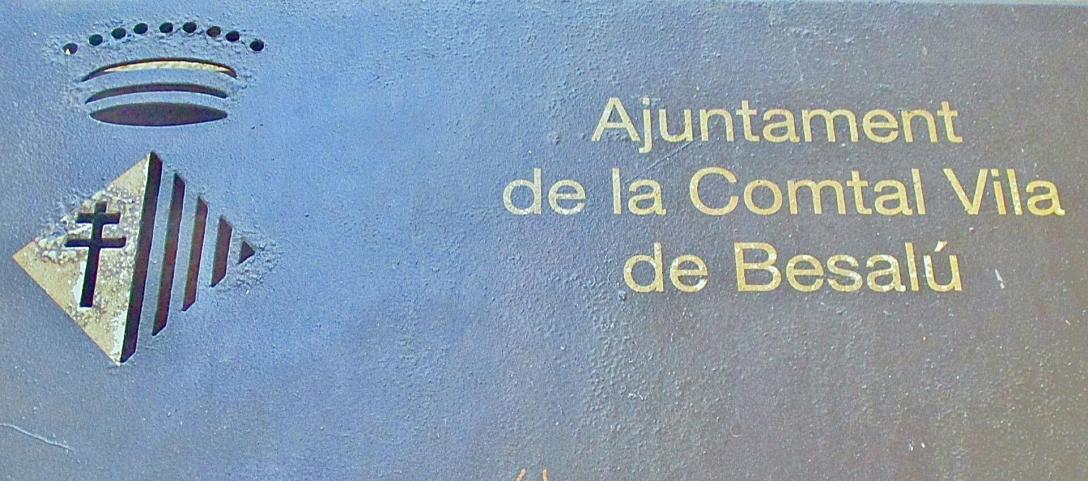 Ajuntament
de la Comtal Vila
de Besalú